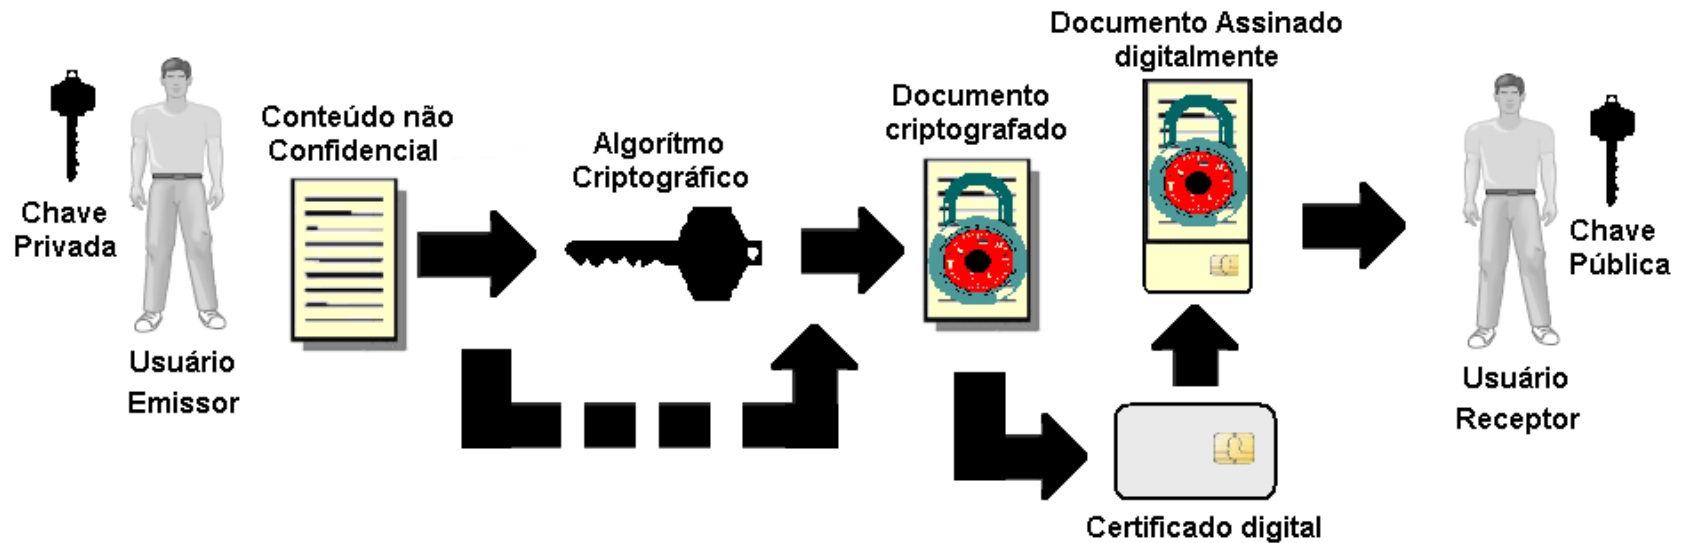 Chave
Privada
Usuário
Emissor
Conteúdo não
Confidencial
Algorítmo
Criptográfico
Documento
criptografado
Documento Assinado
digitalmente
Certificado digital
Chave
Pública
Usuário
Receptor